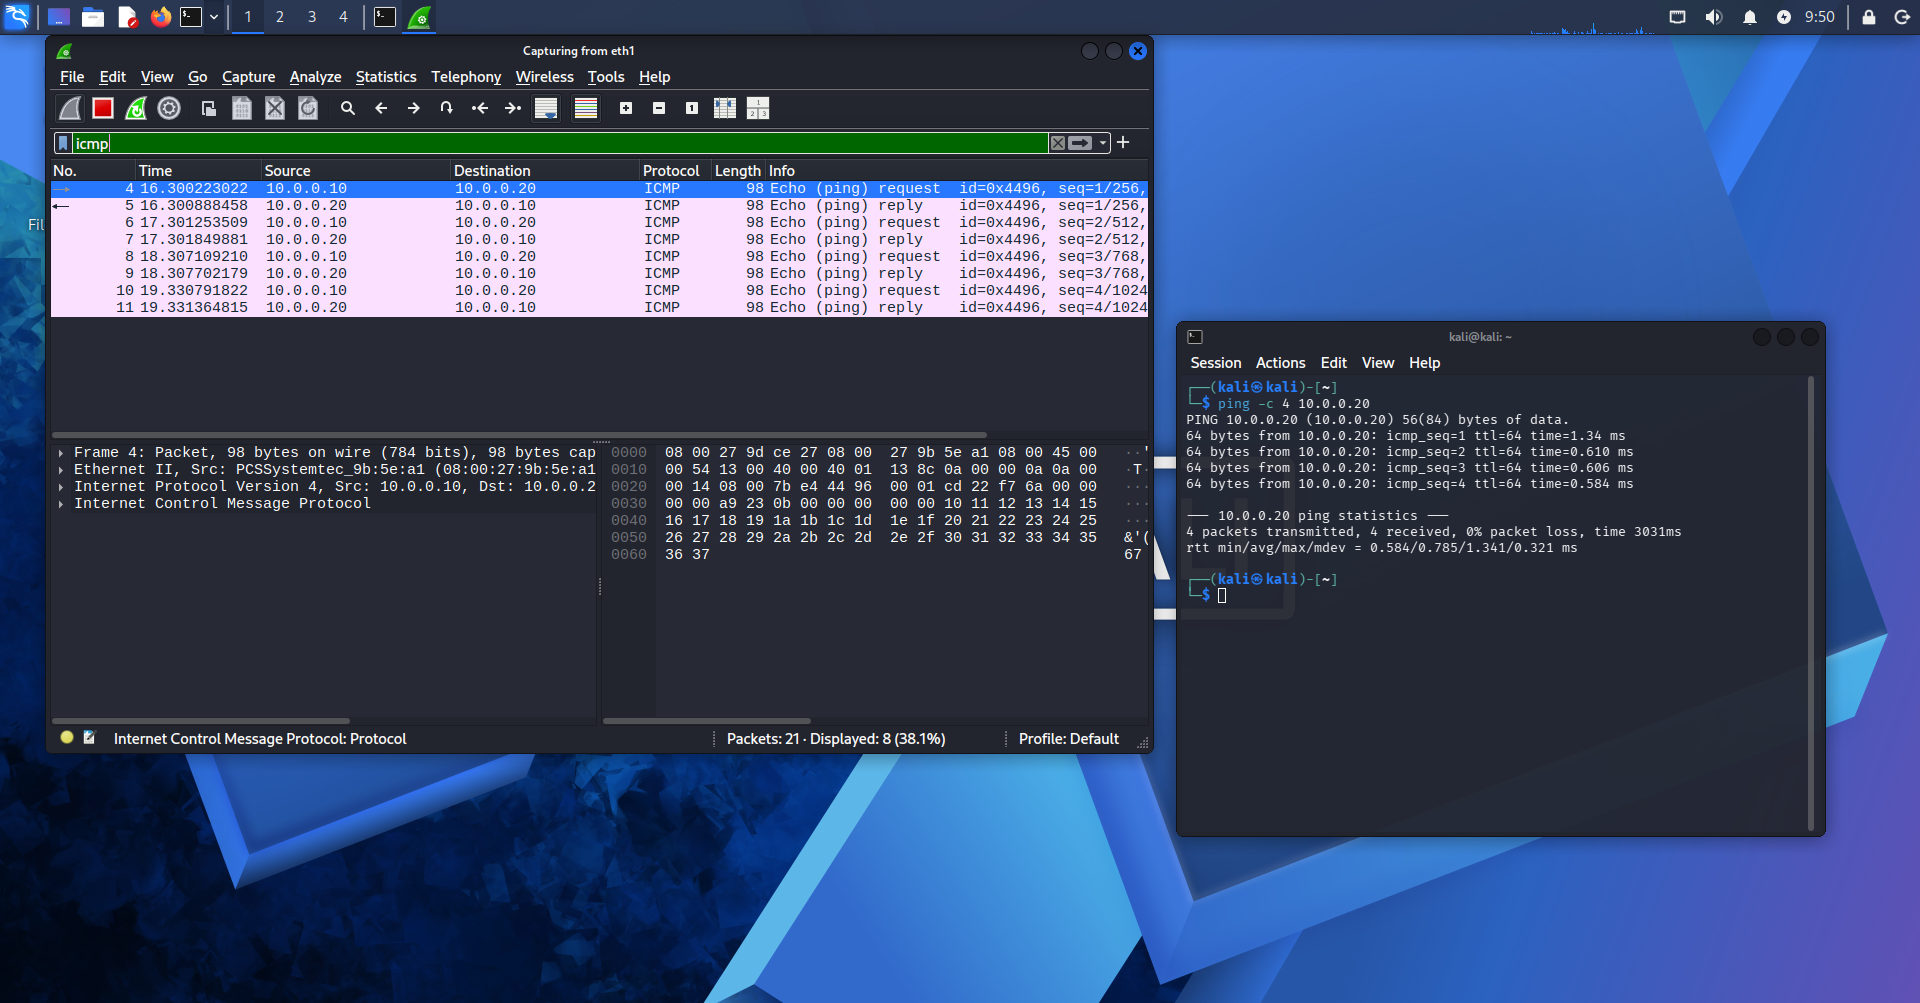 1 2 3 4 9:50
Capturing from eth1
File Edit View Go Capture Analyze Statistics Telephony Wireless Tools Help
icmp
No. Time Source Destination Protocol Length Info
4 16.300223022 10.0.0.10 10.0.0.20 ICMP 98 Echo (ping) request id=0x4496, seq=1/256,
5 16.300888458 10.0.0.20 10.0.0.10 ICMP 98 Echo (ping) reply id=0x4496, seq=1/256,
6 17.301253509 10.0.0.10 10.0.0.20 ICMP 98 Echo (ping) request id=0x4496, seq=2/512,
7 17.301849881 10.0.0.20 10.0.0.10 ICMP 98 Echo (ping) reply id=0x4496, seq=2/512,
8 18.307109210 10.0.0.10 10.0.0.20 ICMP 98 Echo (ping) request id=0x4496, seq=3/768,
9 18.307702179 10.0.0.20 10.0.0.10 ICMP 98 Echo (ping) reply id=0x4496, seq=3/768,
10 19.330791822 10.0.0.10 10.0.0.20 ICMP 98 Echo (ping) request id=0x4496, seq=4/1024
11 19.331364815 10.0.0.20 10.0.0.10 ICMP 98 Echo (ping) reply id=0x4496, seq=4/1024
Fil
Frame 4: Packet, 98 bytes on wire (784 bits), 98 bytes cap
Ethernet II, Src: PCSSystemtec_9b:5e:a1 (08:00:27:9b:5e:a1
Internet Protocol Version 4, Src: 10.0.0.10, Dst: 10.0.0.2
Internet Control Message Protocol
0000 08 00 27 9d ce 27 08 00 27 9b 5e a1 08 00 45 00 ··'
0010 00 54 13 00 40 00 40 01 13 8c 0a 00 00 0a 0a 00 ·T·
0020 00 14 08 00 7b e4 44 96 00 01 cd 22 f7 6a 00 00 ···
0030 00 00 a9 23 0b 00 00 00 00 00 10 11 12 13 14 15 ···
0040 16 17 18 19 1a 1b 1c 1d 1e 1f 20 21 22 23 24 25 ···
0050 26 27 28 29 2a 2b 2c 2d 2e 2f 30 31 32 33 34 35 &'(
0060 36 37 67
Internet Control Message Protocol: Protocol Packets: 21 · Displayed: 8 (38.1%) Profile: Default
kali@kali: ~
Session Actions Edit View Help
┌──(kali㉿kali)-[~]
└─$ ping -c 4 10.0.0.20
PING 10.0.0.20 (10.0.0.20) 56(84) bytes of data.
64 bytes from 10.0.0.20: icmp_seq=1 ttl=64 time=1.34 ms
64 bytes from 10.0.0.20: icmp_seq=2 ttl=64 time=0.610 ms
64 bytes from 10.0.0.20: icmp_seq=3 ttl=64 time=0.606 ms
64 bytes from 10.0.0.20: icmp_seq=4 ttl=64 time=0.584 ms
--- 10.0.0.20 ping statistics ---
4 packets transmitted, 4 received, 0% packet loss, time 3031ms
rtt min/avg/max/mdev = 0.584/0.785/1.341/0.321 ms
┌──(kali㉿kali)-[~]
└─$